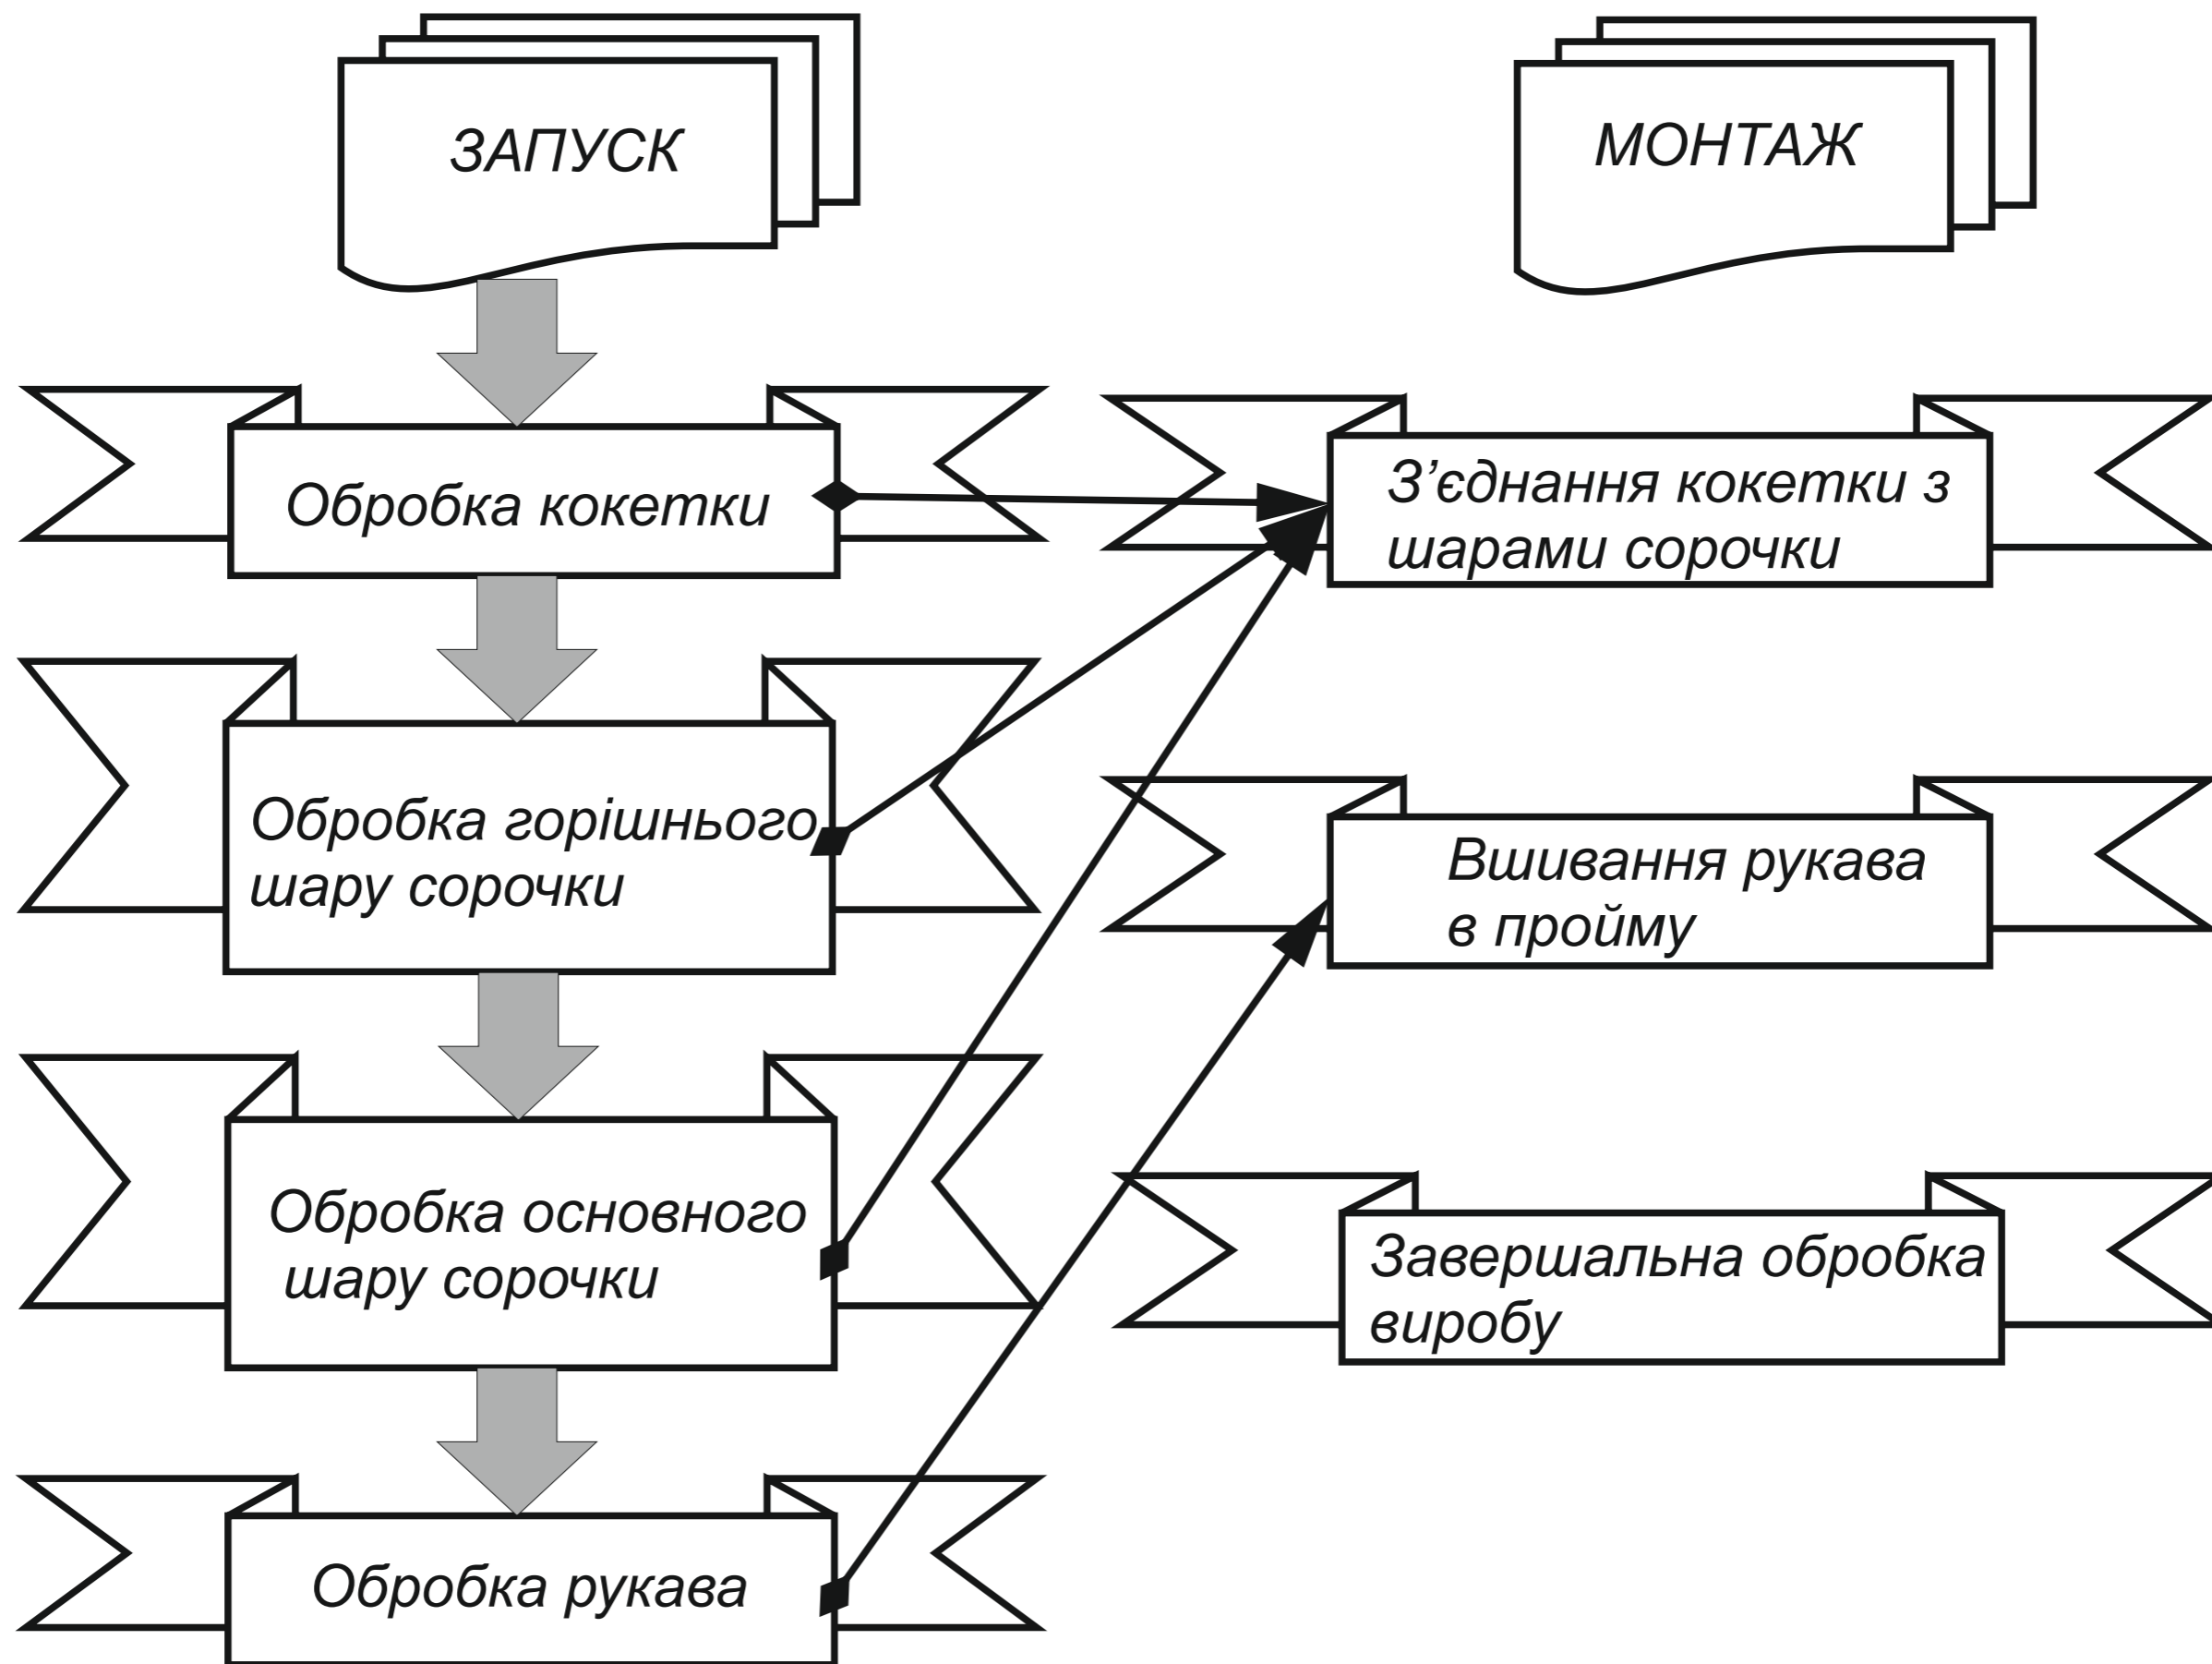 ЗАПУСК
Обробка кокетки
Обробка горішнього
шару сорочки
Обробка основного
шару сорочки
Обробка рукава
МОНТАЖ
З’єднання кокетки з
шарами сорочки
Вшивання рукава
в пройму
Завершальна обробка
виробу